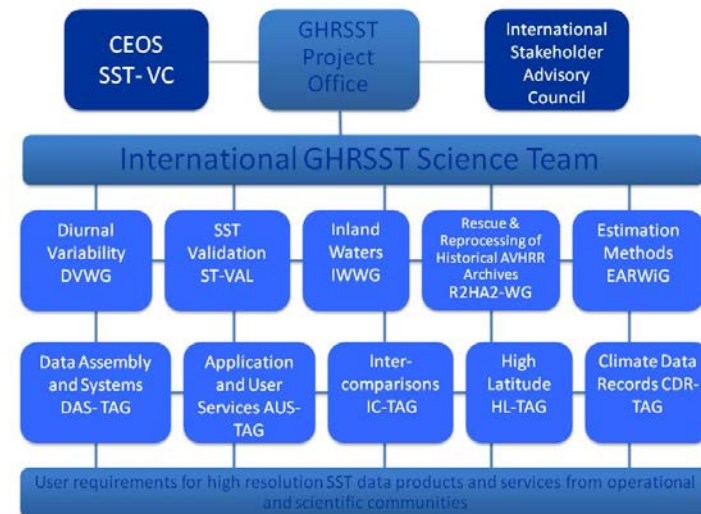 CEOS
SST- VC
GHRSST
Project
Office
International
Stakeholder
Advisory
Council
International GHRSST Science Team
Diurnal
Variability
DVWG
SST
Validation
ST-VAL
Inland
Waters
IWWG
Rescue &
Reprocessing of
Historical AVHRR
Archives
R2HA2-WG
Estimation
Methods
EARWiG
Data Assembly
and Systems
DAS- TAG
Application
and User
Services AUS-
TAG
Inter-
comparisons
IC-TAG
High
Latitude
HL-TAG
Climate Data
Records CDR-
TAG
User requirements for high resolution SST data products and services from operational
and scientific communities